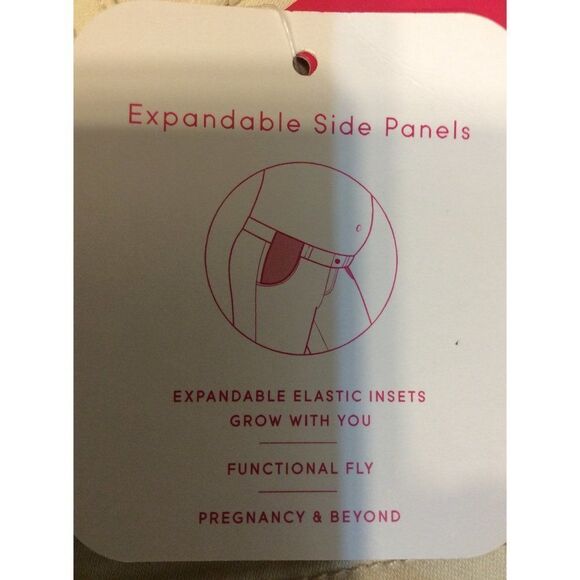 Expandable Side Panels
EXPANDABLE ELASTIC INSETS
GROW WITH YOU
FUNCTIONAL FLY
PREGNANCY & BEYOND